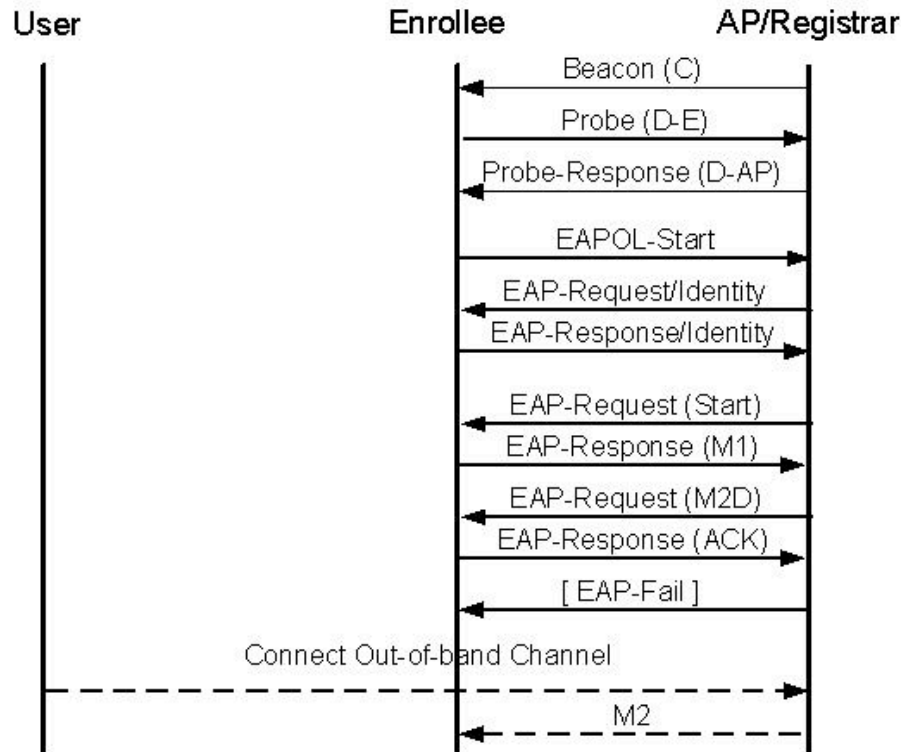 User Enrollee AP/Registrar
Beacon (C)
Probe (D-E)
Probe-Response (D-AP)
EAPOL-Start
EAP-Request/Identity
EAP-Response/Identity
EAP-Request (Start)
EAP-Response (M1)
EAP-Request (M2D)
EAP-Response (ACK)
[ EAP-Fail ]
Connect Out-of-band Channel
M2